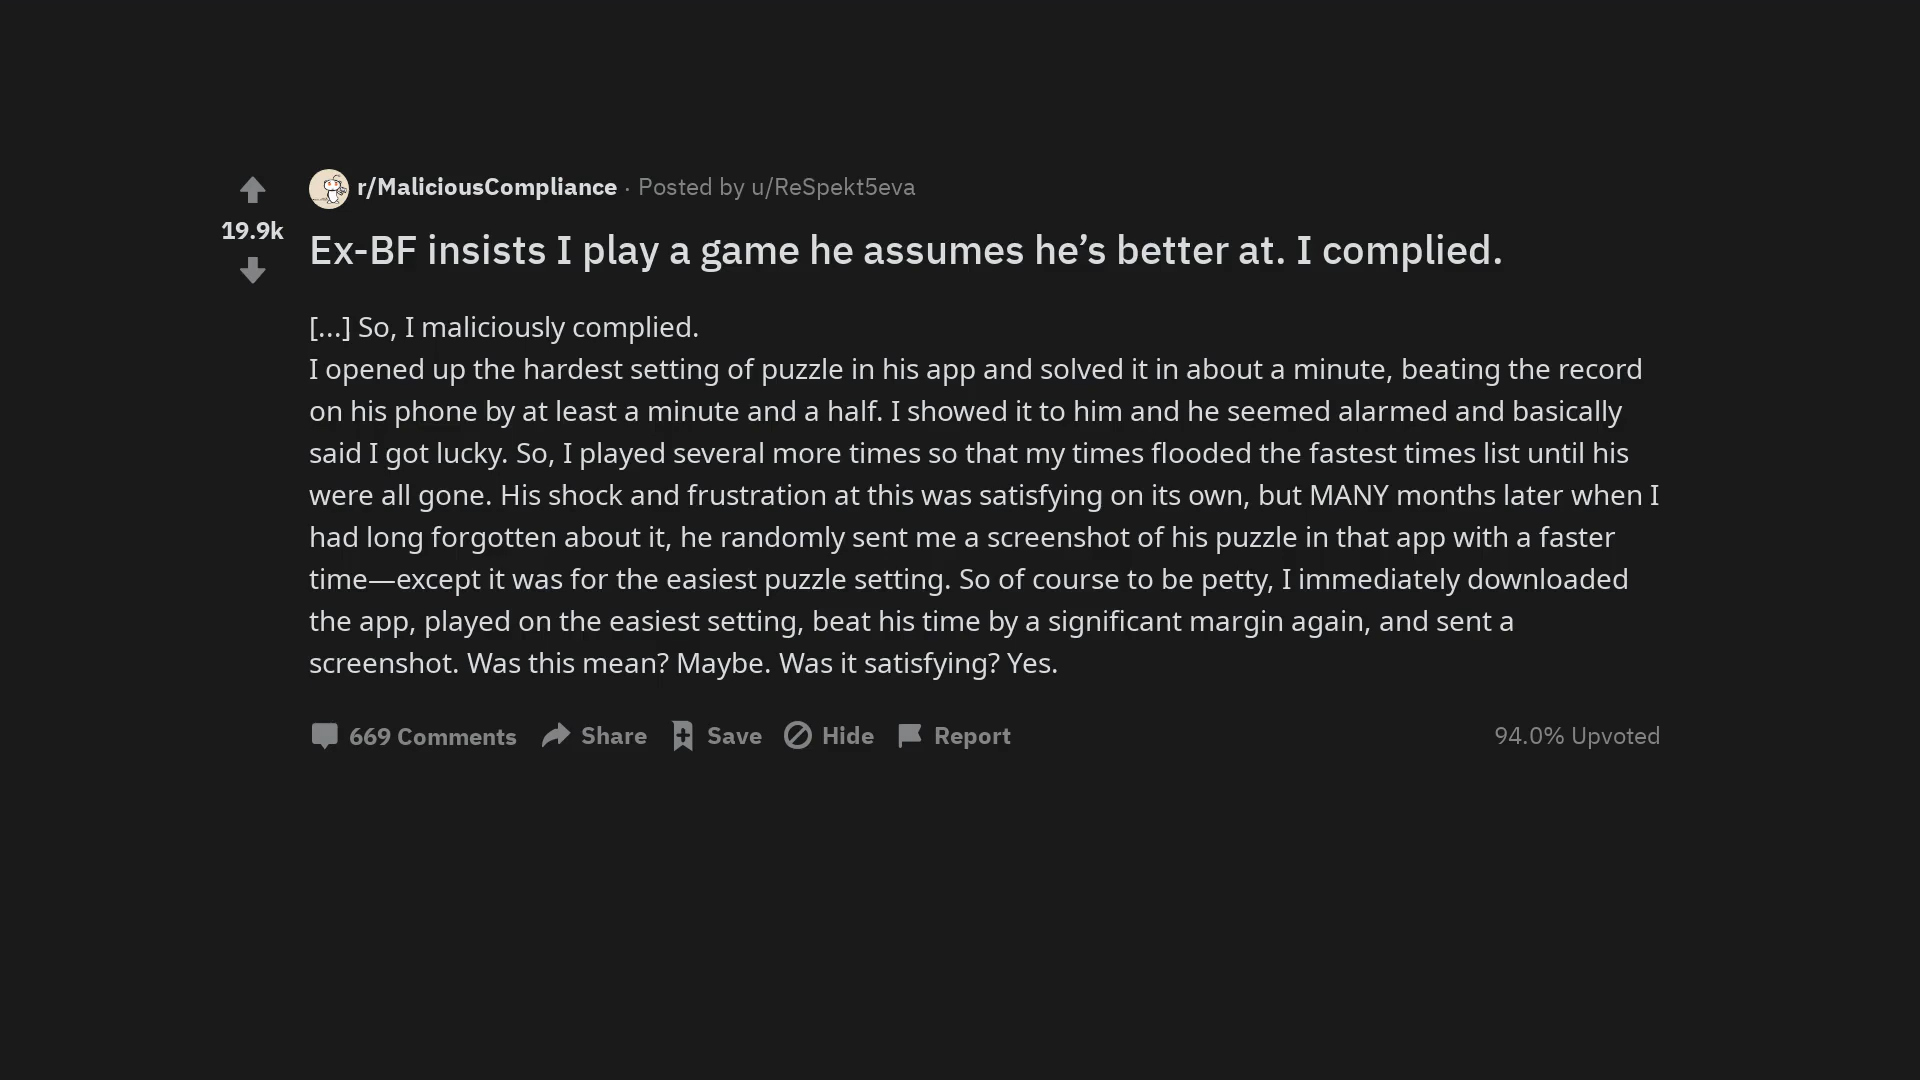 r/MaliciousCompliance · Posted by u/ReSpekt5eva
19.9k
Ex-BF insists I play a game he assumes he’s better at. I complied.
[...] So, I maliciously complied.
I opened up the hardest setting of puzzle in his app and solved it in about a minute, beating the record
on his phone by at least a minute and a half. I showed it to him and he seemed alarmed and basically
said I got lucky. So, I played several more times so that my times flooded the fastest times list until his
were all gone. His shock and frustration at this was satisfying on its own, but MANY months later when I
had long forgotten about it, he randomly sent me a screenshot of his puzzle in that app with a faster
time—except it was for the easiest puzzle setting. So of course to be petty, I immediately downloaded
the app, played on the easiest setting, beat his time by a significant margin again, and sent a
screenshot. Was this mean? Maybe. Was it satisfying? Yes.
669 Comments Share Save Hide Report 94.0% Upvoted